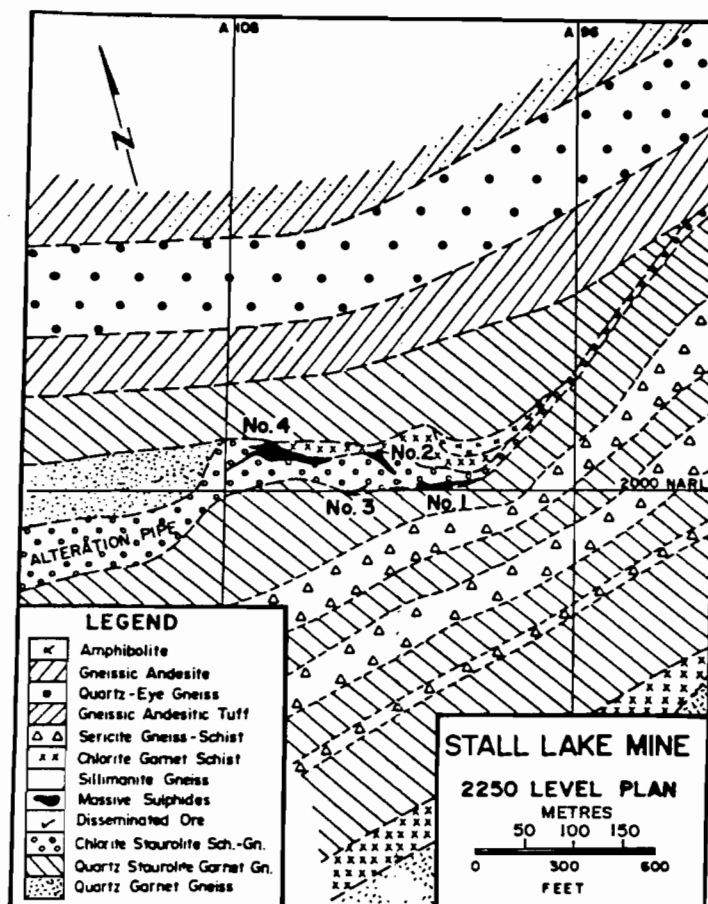 A 108
A 96
N
No. 4
No. 2
2000 NARL
No. 3
No. 1
ALTERATION PIPE
LEGEND
Amphibolite
Gneissic Andesite
Quartz-Eye Gneiss
Gneissic Andesitic Tuff
Sericite Gneiss-Schist
Chlorite Garnet Schist
Sillimanite Gneiss
Massive Sulphides
Disseminated Ore
Chlorite Staurolite Sch.-Gn.
Quartz Staurolite Garnet Gn.
Quartz Garnet Gneiss
STALL LAKE MINE
2250 LEVEL PLAN
METRES
50 100 150
0 300 600
FEET